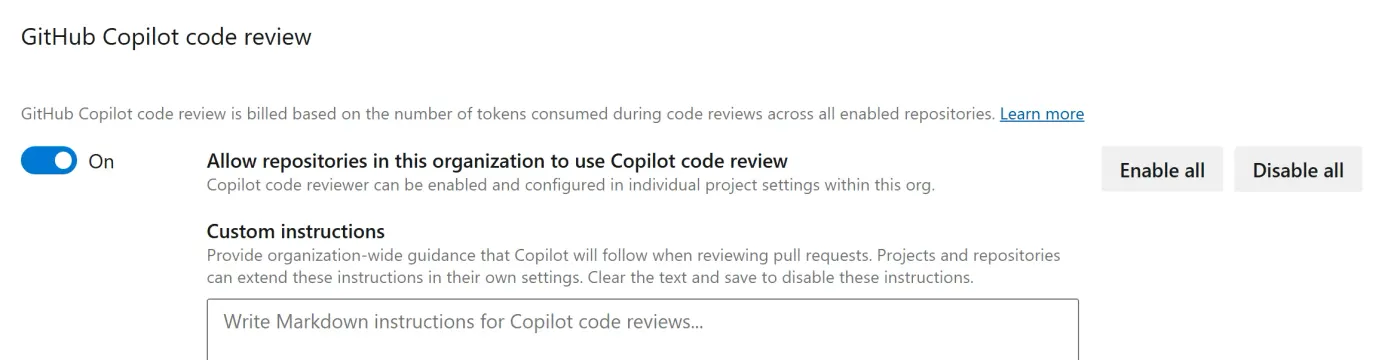 GitHub Copilot code review
GitHub Copilot code review is billed based on the number of tokens consumed during code reviews across all enabled repositories. Learn more
On
Allow repositories in this organization to use Copilot code review
Copilot code reviewer can be enabled and configured in individual project settings within this org.
Enable all
Disable all
Custom instructions
Provide organization-wide guidance that Copilot will follow when reviewing pull requests. Projects and repositories
can extend these instructions in their own settings. Clear the text and save to disable these instructions.
Write Markdown instructions for Copilot code reviews...